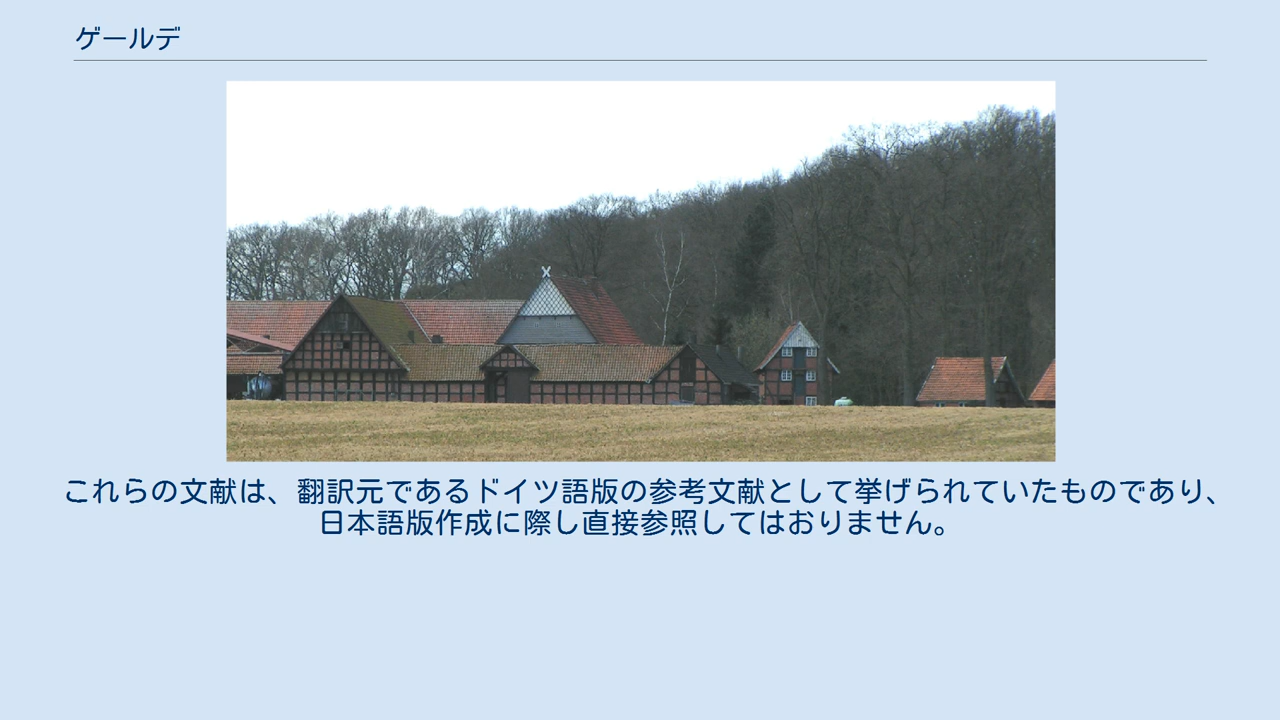 ゲールデ
これらの文献は、翻訳元であるドイツ語版の参考文献として挙げられていたものであり、
日本語版作成に際し直接参照してはおりません。